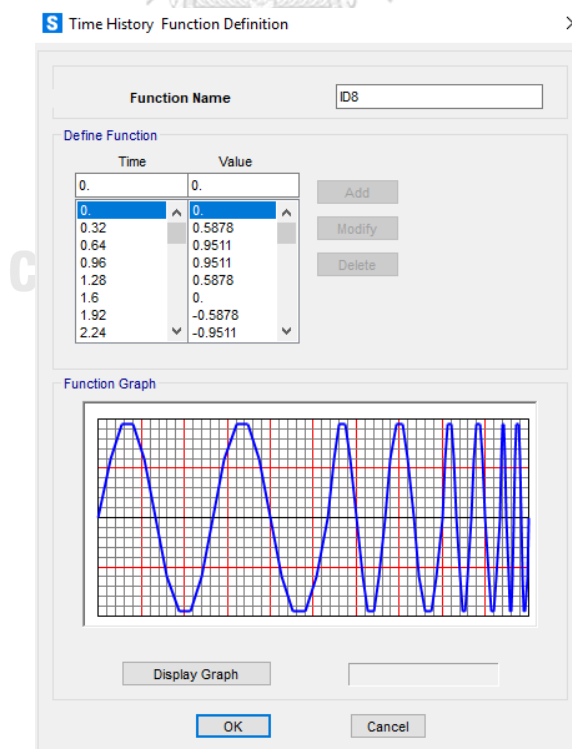 S Time History Function Definition
Function Name
ID8
Define Function
Time Value
0. 0.
0. 0.
0.32 0.5878
0.64 0.9511
0.96 0.9511
1.28 0.5878
1.6 0.
1.92 -0.5878
2.24 -0.9511
Add
Modify
Delete
Function Graph
Display Graph
OK Cancel